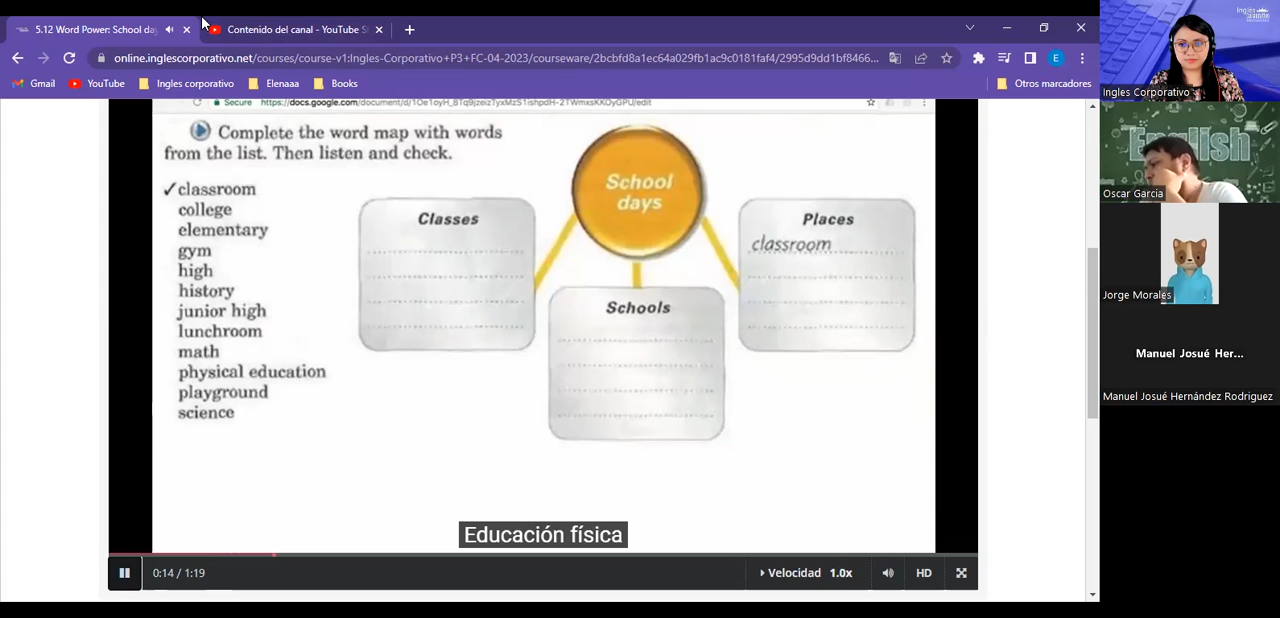 5.12 Word Power: School da
Contenido del canal - YouTube S
online.inglescorporativo.net/courses/course-v1:Ingles-Corporativo+P3+FC-04-2023/courseware/2bcbfd8a1ec64a029fb1ac9c0181faf4/2995d9dd1bf8466...
Gmail
YouTube
Ingles corporativo
Elenaaa
Books
Otros marcadores
Secure
Complete the word map with words
from the list. Then listen and check.
✓classroom
college
elementary
gym
high
history
junior high
lunchroom
math
physical education
playground
science
School
days
Classes
Schools
Places
classroom
Educación física
0:14 / 1:19
Velocidad 1.0x
HD
E
Ingles Corporativo
English
Oscar Garcia
Jorge Morales
Manuel Josué Her...
Manuel Josué Hernández Rodriguez